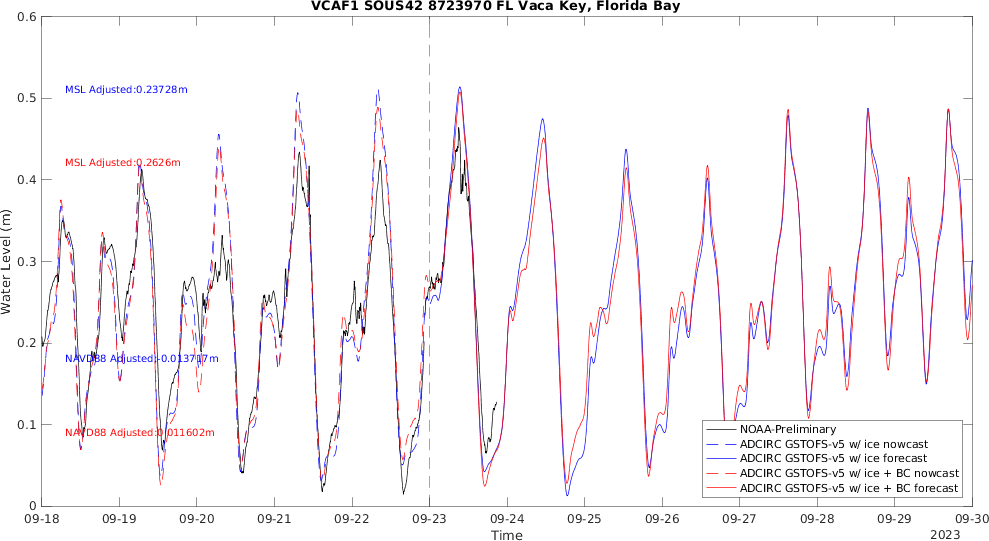 VCAF1 SOUS42 8723970 FL Vaca Key, Florida Bay
0.6
0.5
0.4
0.3
0.2
0.1
0
Water Level (m)
MSL Adjusted:0.23728m
MSL Adjusted:0.2626m
NAVD88 Adjusted:-0.013717m
NAVD88 Adjusted:0.011602m
NOAA-Preliminary
ADCIRC GSTOFS-v5 w/ ice nowcast
ADCIRC GSTOFS-v5 w/ ice forecast
ADCIRC GSTOFS-v5 w/ ice + BC nowcast
ADCIRC GSTOFS-v5 w/ ice + BC forecast
09-18 09-19 09-20 09-21 09-22 09-23 09-24 09-25 09-26 09-27 09-28 09-29 09-30
Time
2023